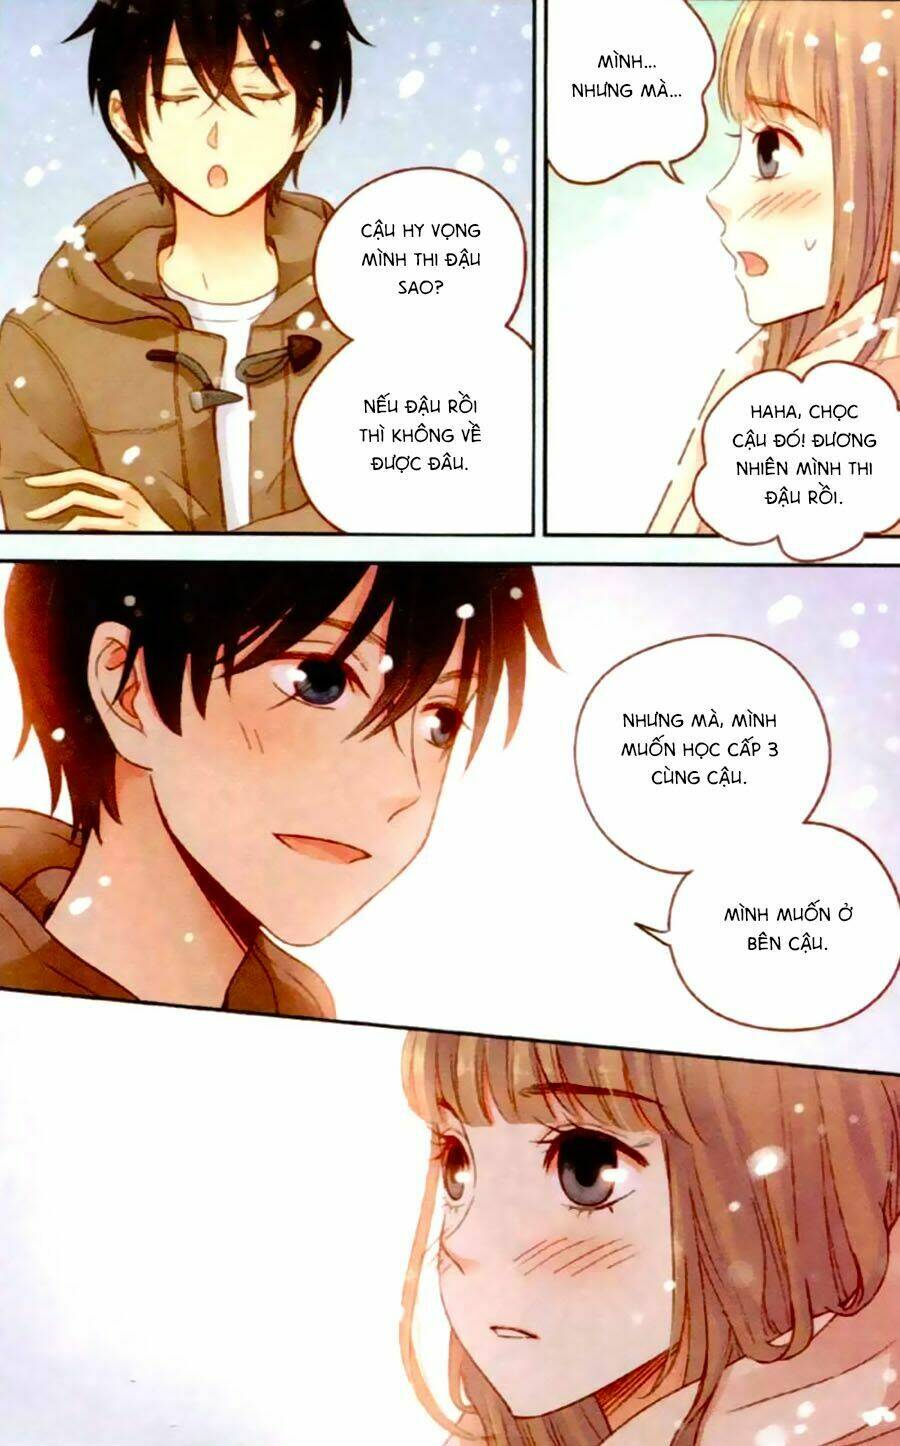 CẬU HY VỌNG
MÌNH THI ĐẬU
SAO?
NẾU ĐẬU RỒI
THÌ KHÔNG VỀ
ĐƯỢC ĐÂU.
MÌNH...
NHƯNG MÀ...
HAHA, CHỌC
CẬU ĐÓ! ĐƯƠNG
NHIÊN MÌNH THI
ĐẬU RỒI.
NHƯNG MÀ, MÌNH
MUỐN HỌC CẤP 3
CÙNG CẬU.
MÌNH MUỐN Ở
BÊN CẬU.